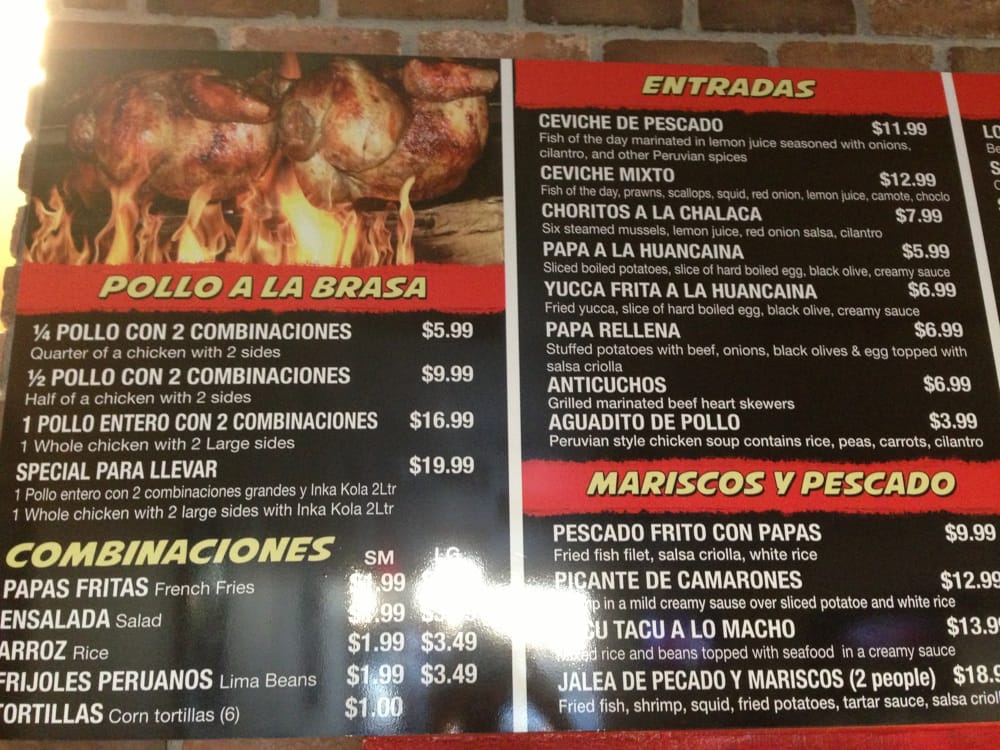 POLLO A LA BRASA
¼ POLLO CON 2 COMBINACIONES $5.99
Quarter of a chicken with 2 sides
½ POLLO CON 2 COMBINACIONES $9.99
Half of a chicken with 2 sides
1 POLLO ENTERO CON 2 COMBINACIONES $16.99
1 Whole chicken with 2 Large sides
SPECIAL PARA LLEVAR $19.99
1 Pollo entero con 2 combinaciones grandes y Inka Kola 2Ltr
1 Whole chicken with 2 large sides with Inka Kola 2Ltr
COMBINACIONES SM LG
PAPAS FRITAS French Fries .99
ENSALADA Salad .99
ARROZ Rice $1.99 $3.49
FRIJOLES PERUANOS Lima Beans $1.99 $3.49
TORTILLAS Corn tortillas (6) $1.00
ENTRADAS
CEVICHE DE PESCADO $11.99
Fish of the day marinated in lemon juice seasoned with onions,
cilantro, and other Peruvian spices
CEVICHE MIXTO $12.99
Fish of the day, prawns, scallops, squid, red onion, lemon juice, camote, choclo
CHORITOS A LA CHALACA $7.99
Six steamed mussels, lemon juice, red onion salsa, cilantro
PAPA A LA HUANCAINA $5.99
Sliced boiled potatoes, slice of hard boiled egg, black olive, creamy sauce
YUCCA FRITA A LA HUANCAINA $6.99
Fried yucca, slice of hard boiled egg, black olive, creamy sauce
PAPA RELLENA $6.99
Stuffed potatoes with beef, onions, black olives & egg topped with
salsa criolla
ANTICUCHOS $6.99
Grilled marinated beef heart skewers
AGUADITO DE POLLO $3.99
Peruvian style chicken soup contains rice, peas, carrots, cilantro
MARISCOS Y PESCADO
PESCADO FRITO CON PAPAS $9.99
Fried fish filet, salsa criolla, white rice
PICANTE DE CAMARONES $12.99
in a mild creamy sause over sliced potatoe and white rice
TACU A LO MACHO $13.9
rice and beans topped with seafood in a creamy sauce
JALEA DE PECADO Y MARISCOS (2 people) $18.9
Fried fish, shrimp, squid, fried potatoes, tartar sauce, salsa criol